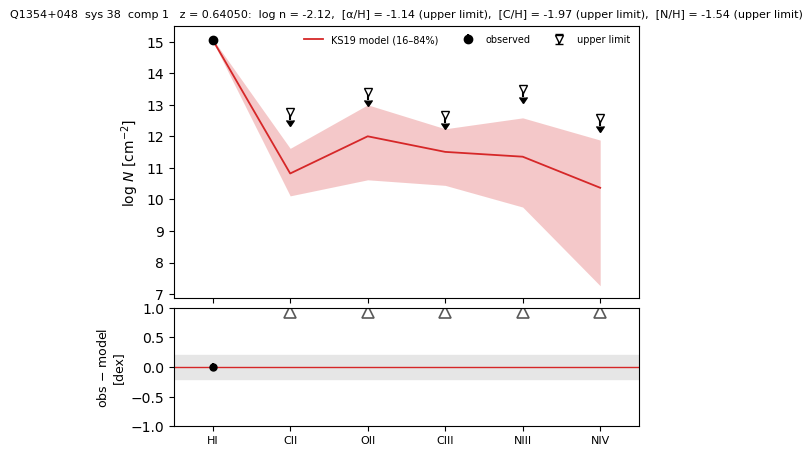 Q1354+048  sys 38  comp 1   z = 0.64050:  log n = -2.12,  [α/H] = -1.14 (upper limit),  [C/H] = -1.97 (upper limit),  [N/H] = -1.54 (upper limit)
KS19 model (16–84%)   observed   upper limit
15
14
13
12
11
10
9
8
7
log N [cm⁻²]
1.0
0.5
0.0
−0.5
−1.0
obs − model
[dex]
HI   CII   OII   CIII   NIII   NIV